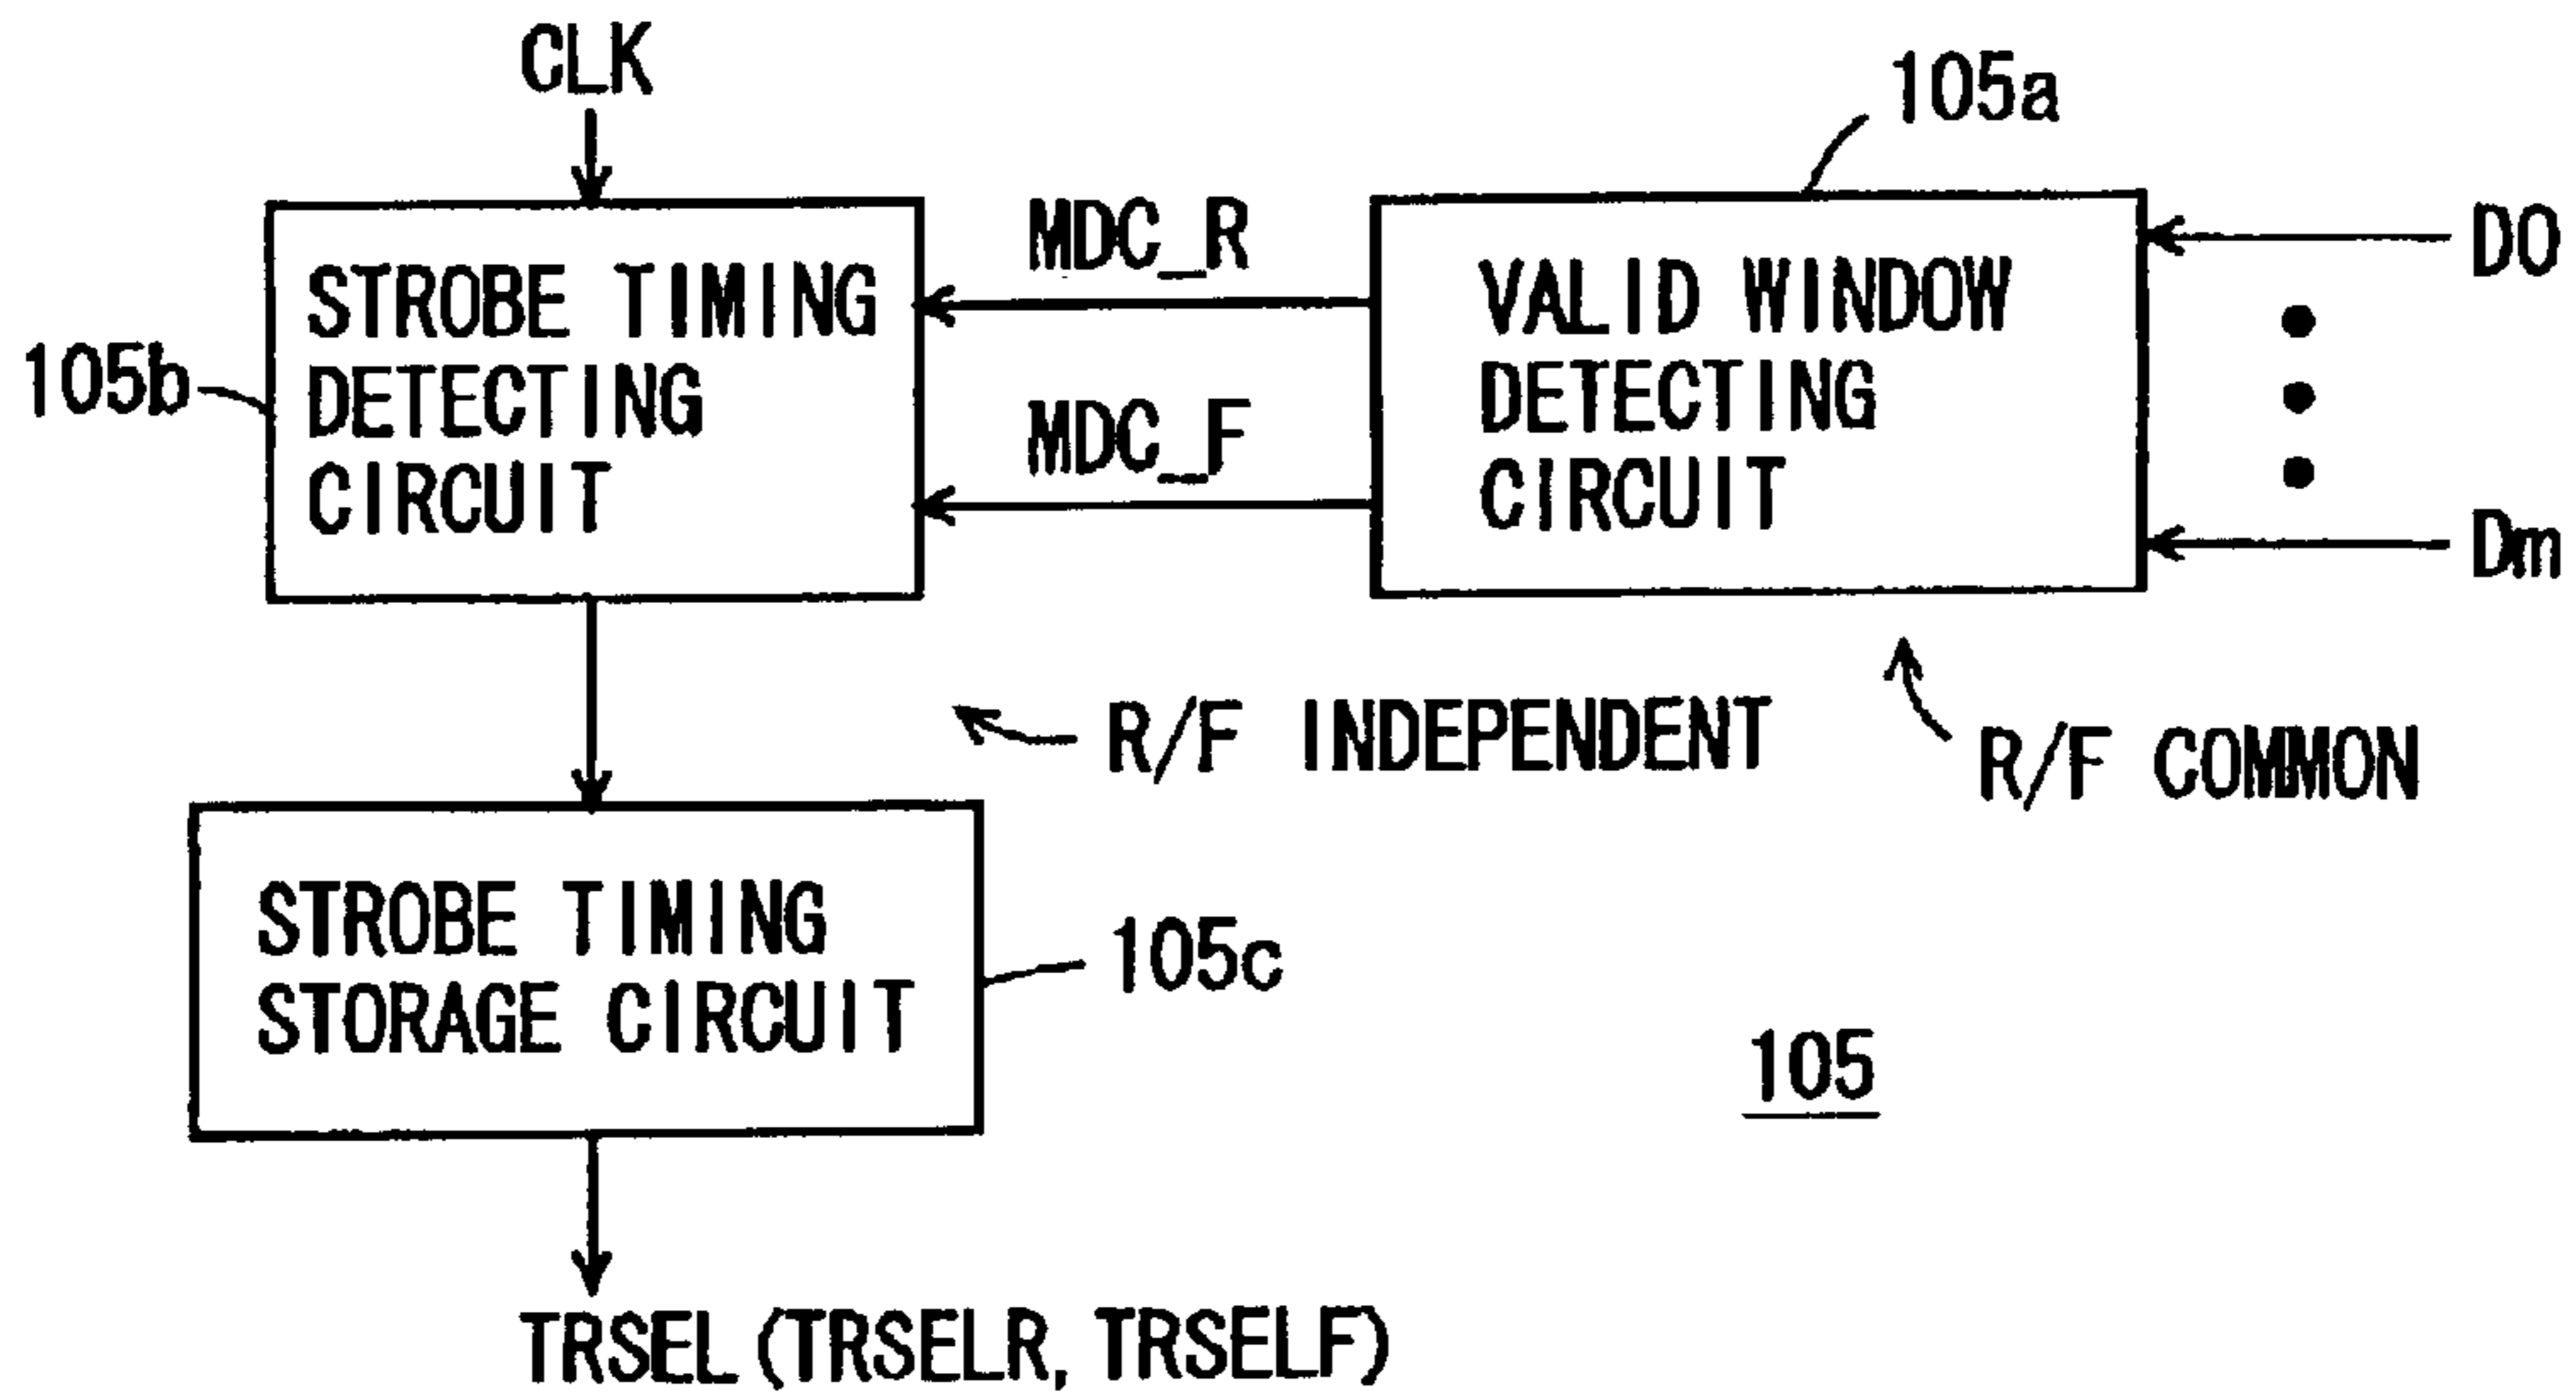 CLK
105a
MDC_R
D0
STROBE TIMING
DETECTING
CIRCUIT
VALID WINDOW
DETECTING
CIRCUIT
105b
MDC_F
Dm
R/F INDEPENDENT
R/F COMMON
STROBE TIMING
STORAGE CIRCUIT
105c
105
TRSEL (TRSELR, TRSELF)